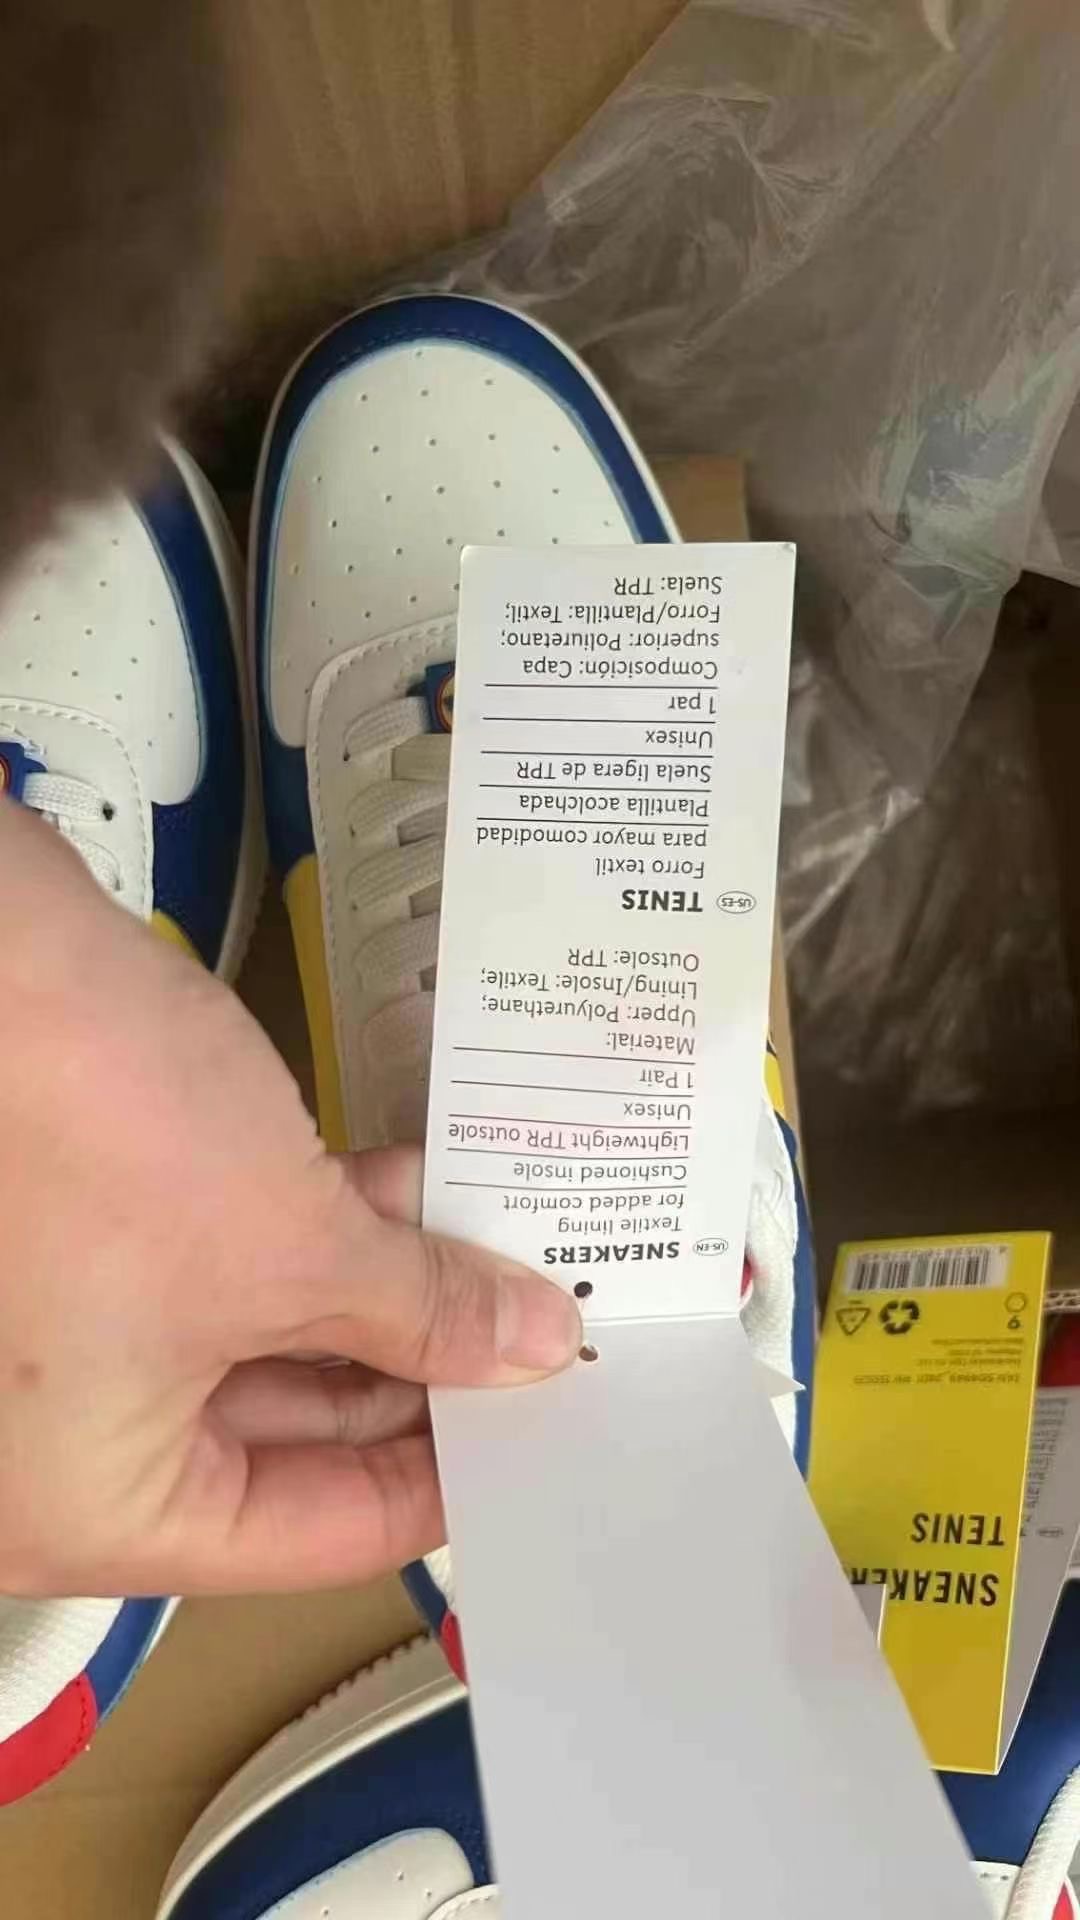 US-EN SNEAKERS
Textile lining
for added comfort
Cushioned insole
Lightweight TPR outsole
Unisex
1 Pair
Material:
Upper: Polyurethane;
Lining/Insole: Textile;
Outsole: TPR
US-ES TENIS
Forro textil
para mayor comodidad
Plantilla acolchada
Suela ligera de TPR
Unisex
1 par
Composición: Capa
superior: Poliuretano;
Forro/Plantilla: Textil;
Suela: TPR
SNEAKER
TENIS
9